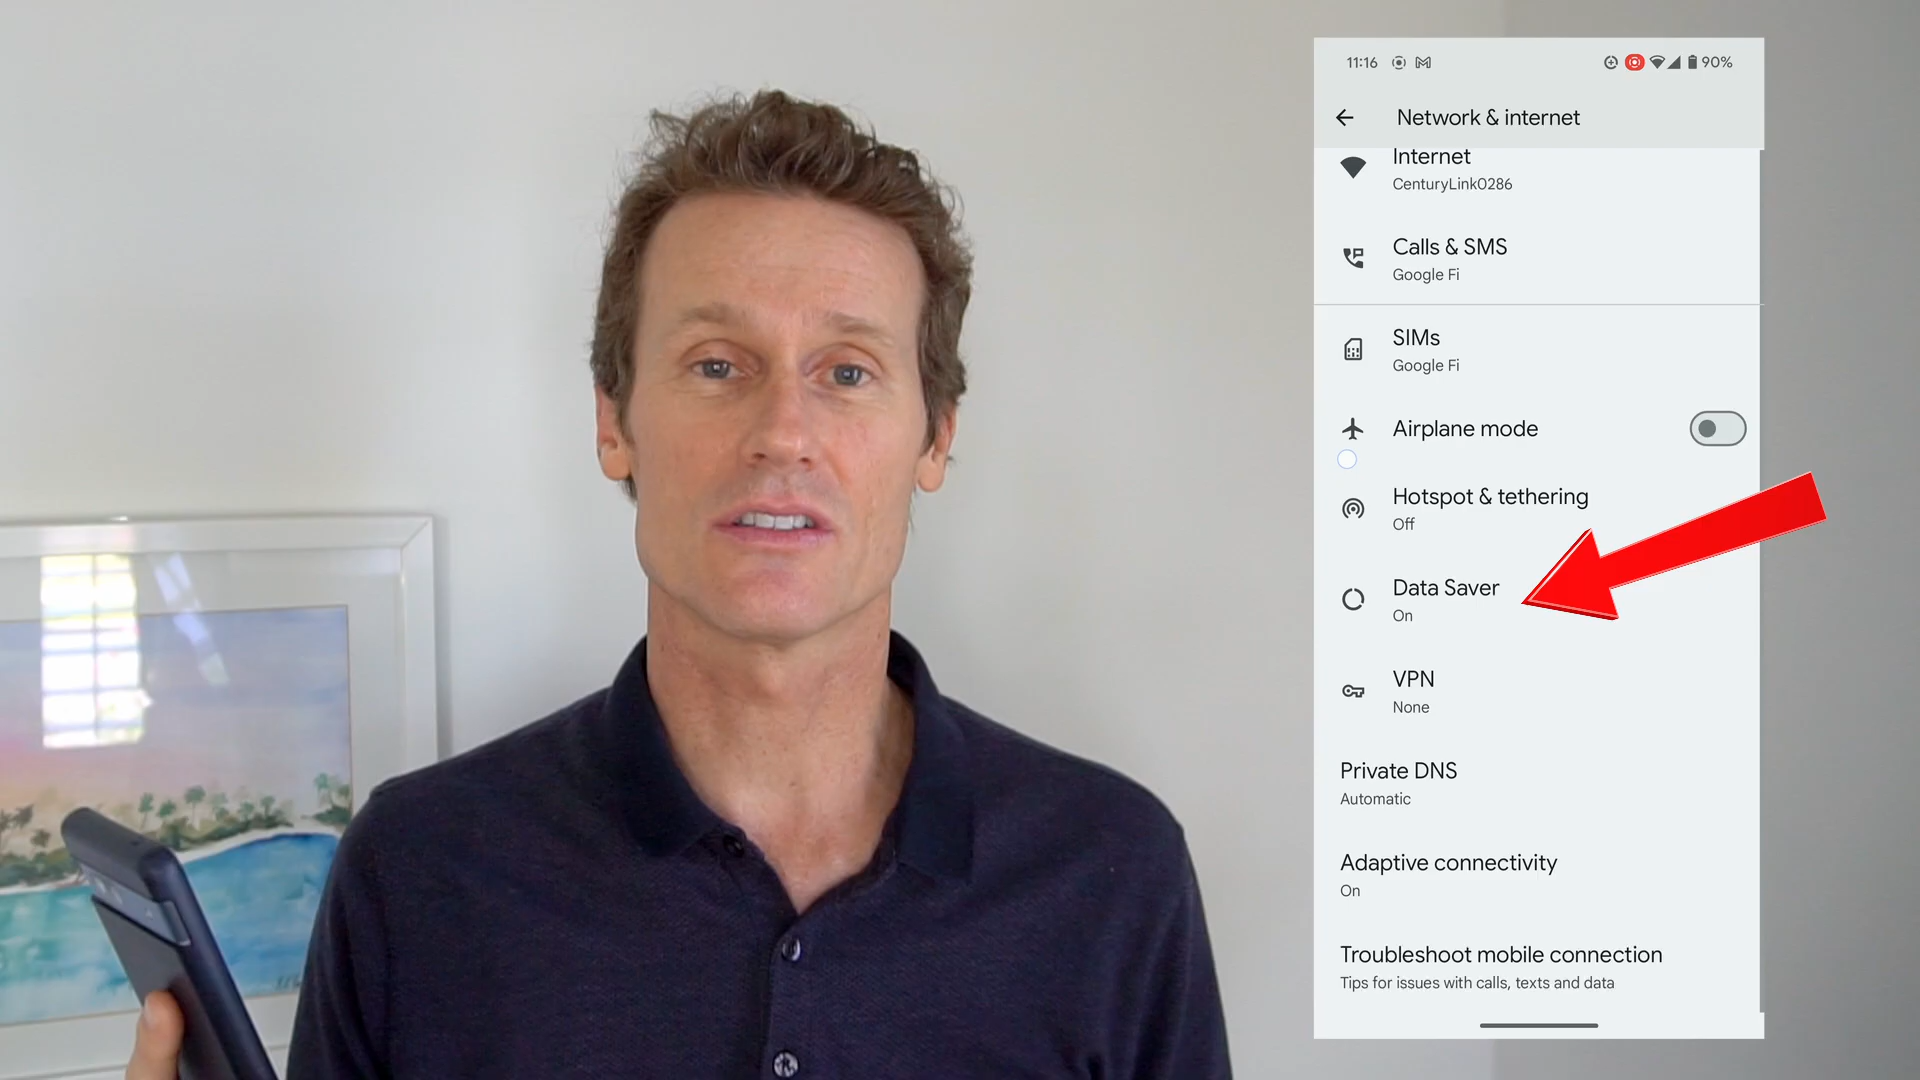 11:16 90%
Network & internet
Internet
CenturyLink0286
Calls & SMS
Google Fi
SIMs
Google Fi
Airplane mode
Hotspot & tethering
Off
Data Saver
On
VPN
None
Private DNS
Automatic
Adaptive connectivity
On
Troubleshoot mobile connection
Tips for issues with calls, texts and data